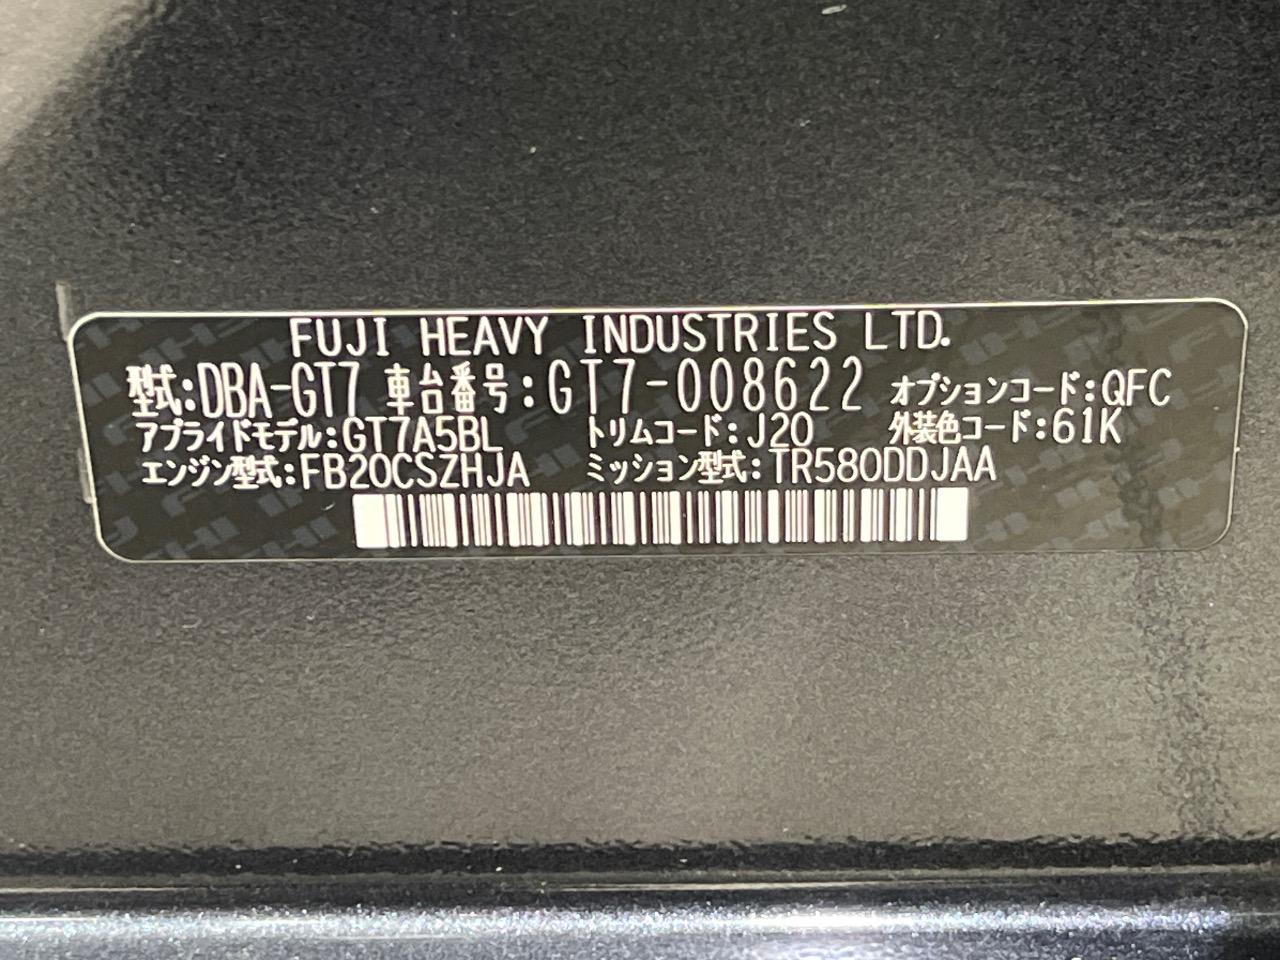 FUJI HEAVY INDUSTRIES LTD.
型式:DBA-GT7 車台番号:GT7-008622 オプションコード:QFC
アプライドモデル:GT7A5BL トリムコード:J20 外装色コード:61K
エンジン型式:FB20CSZHJA ミッション型式:TR580DDJAA